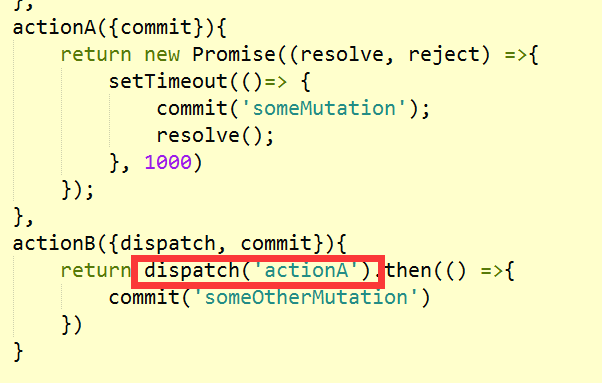 },
actionA({commit}){
return new Promise((resolve, reject) =>{
setTimeout(()=> {
commit('someMutation');
resolve();
}, 1000)
});
},
actionB({dispatch, commit}){
return dispatch('actionA').then(() =>{
commit('someOtherMutation')
})
}